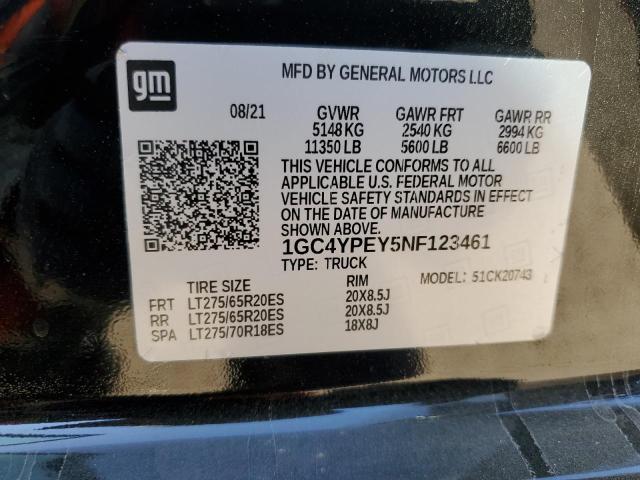 gm
MFD BY GENERAL MOTORS LLC
08/21 GVWR GAWR FRT GAWR RR
5148 KG 2540 KG 2994 KG
11350 LB 5600 LB 6600 LB
THIS VEHICLE CONFORMS TO ALL
APPLICABLE U.S. FEDERAL MOTOR
VEHICLE SAFETY STANDARDS IN EFFECT
ON THE DATE OF MANUFACTURE
SHOWN ABOVE.
1GC4YPEY5NF123461
TYPE: TRUCK MODEL: 51CK20743
TIRE SIZE RIM
FRT LT275/65R20ES 20X8.5J
RR LT275/65R20ES 20X8.5J
SPA LT275/70R18ES 18X8J